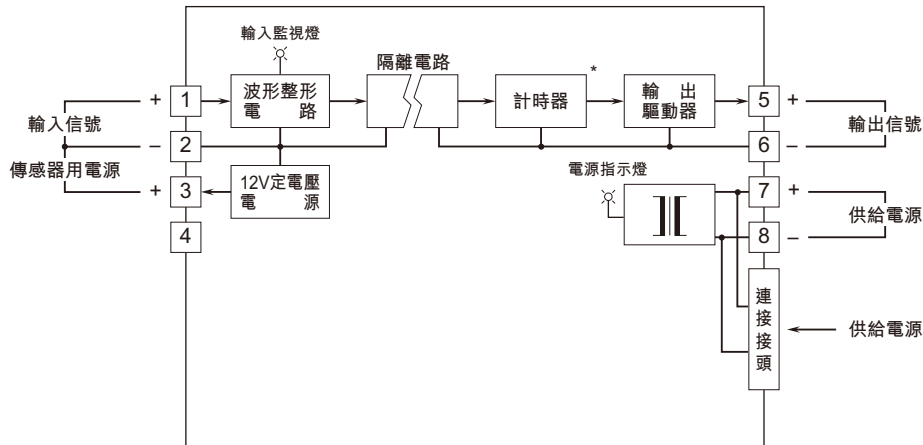 輸入監視燈
隔離電路
*
+ 1 波形整形 電 路
計時器
輸 出 驅動器
5 +
輸入信號
輸出信號
– 2
6 –
傳感器用電源
+ 3
12V定電壓 電 源
電源指示燈
7 +
4
供給電源
8 –
連接接頭
供給電源